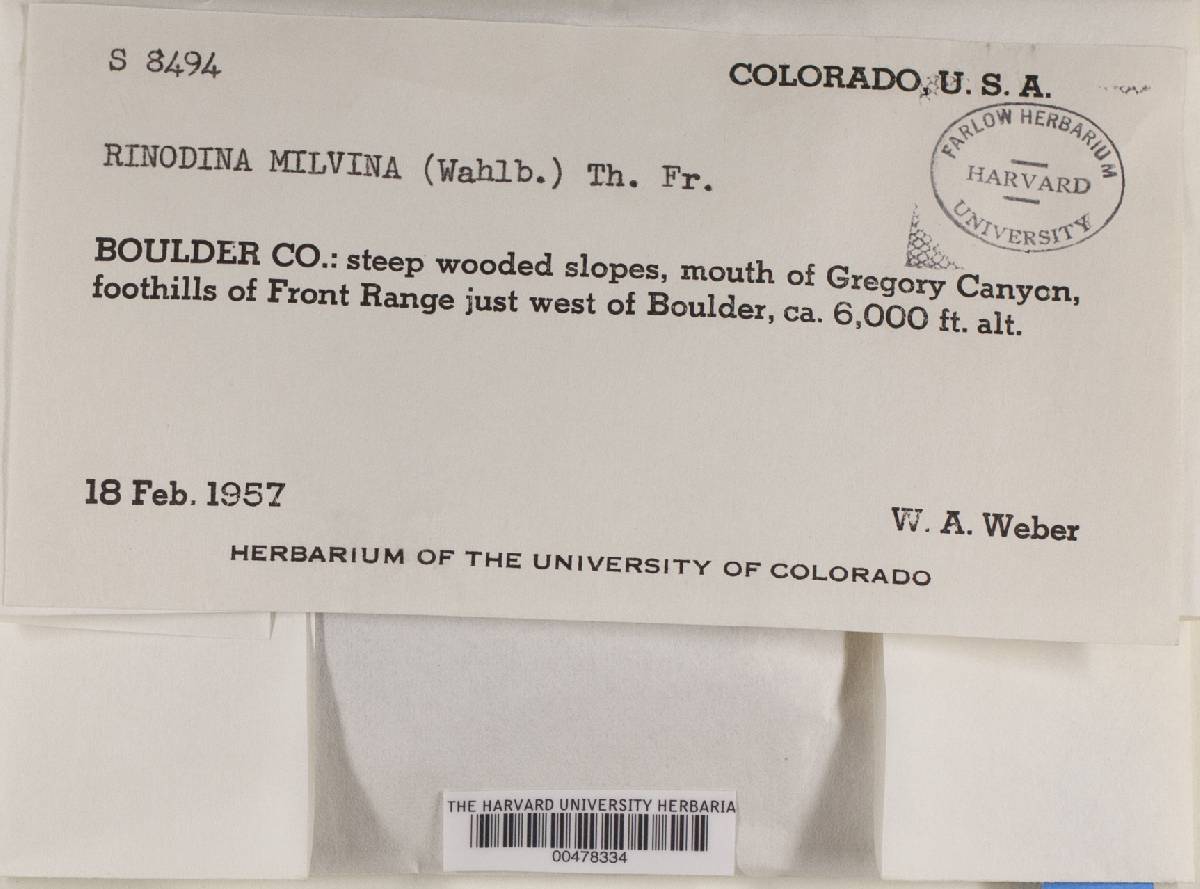 S 8494
COLORADO, U. S. A.
FARLOW HERBARIUM
HARVARD
UNIVERSITY
RINODINA MILVINA (Wahlb.) Th. Fr.
BOULDER CO.: steep wooded slopes, mouth of Gregory Canyon,
foothills of Front Range just west of Boulder, ca. 6,000 ft. alt.
18 Feb. 1957
W. A. Weber
HERBARIUM OF THE UNIVERSITY OF COLORADO
THE HARVARD UNIVERSITY HERBARIA
00478334